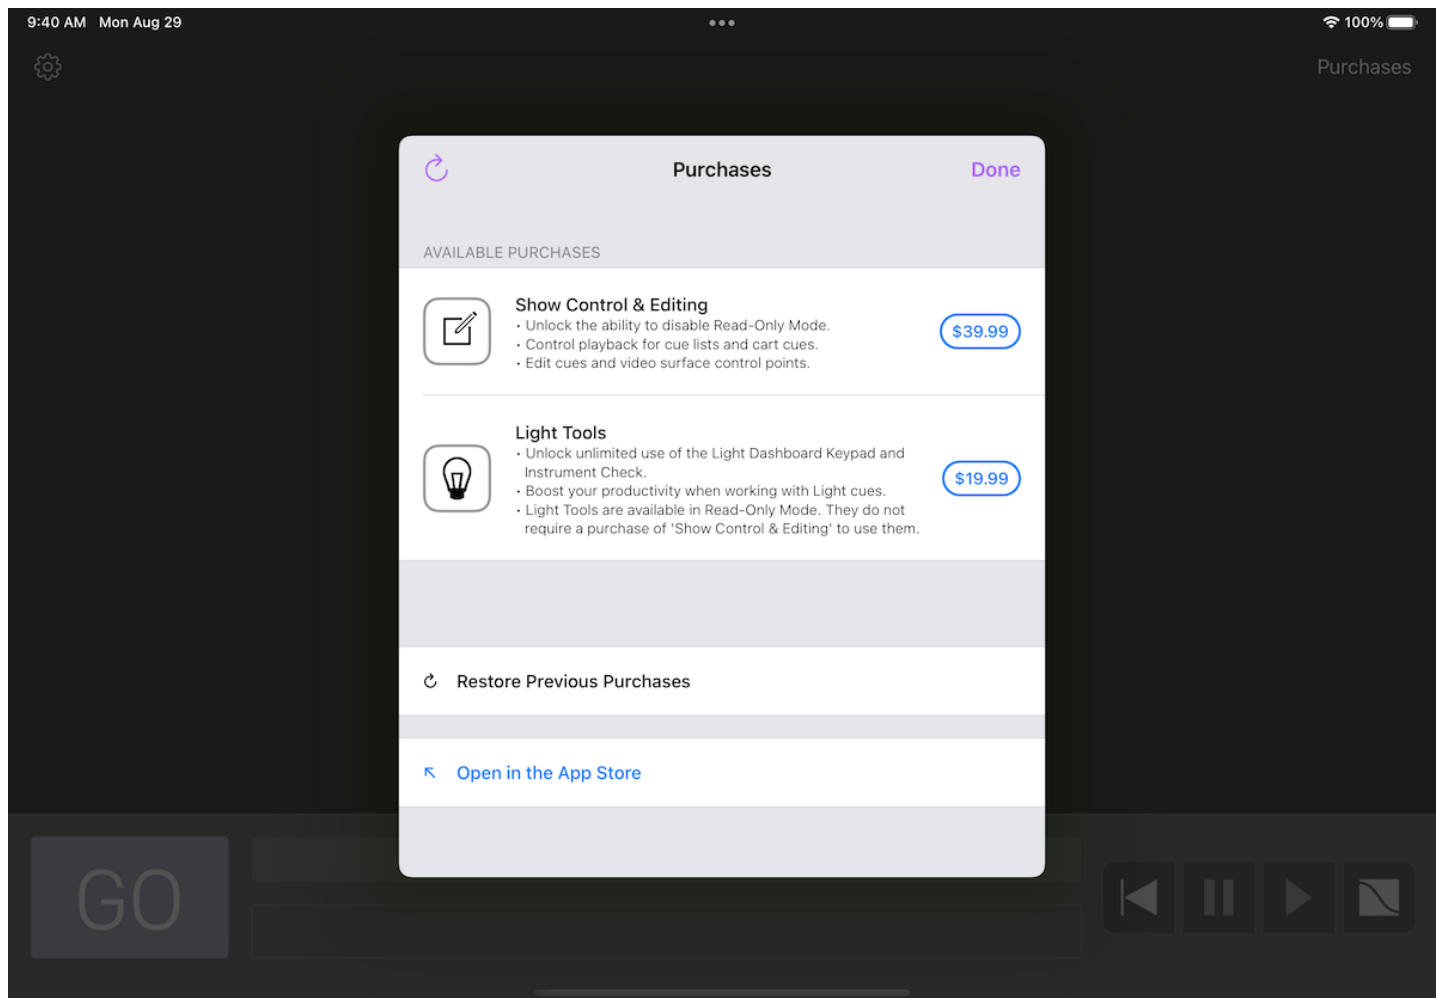 9:40 AM Mon Aug 29
100%
Purchases
Purchases
Done
AVAILABLE PURCHASES
Show Control & Editing
• Unlock the ability to disable Read-Only Mode.
• Control playback for cue lists and cart cues.
• Edit cues and video surface control points.
$39.99
Light Tools
• Unlock unlimited use of the Light Dashboard Keypad and
Instrument Check.
• Boost your productivity when working with Light cues.
• Light Tools are available in Read-Only Mode. They do not
require a purchase of 'Show Control & Editing' to use them.
$19.99
Restore Previous Purchases
Open in the App Store
GO